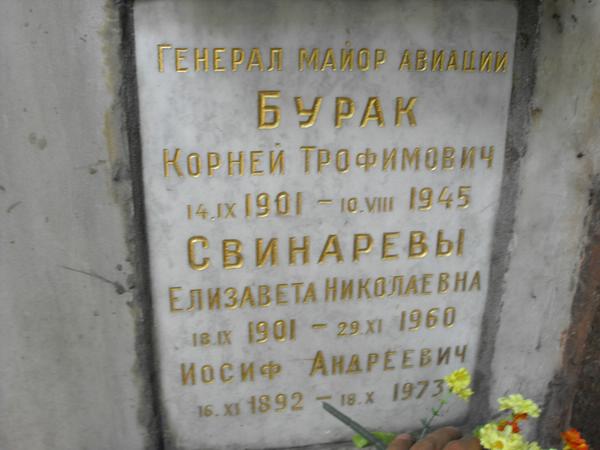 Генерал майор авиации
Бурак
Корней Трофимович
14.IX 1901 – 10.VIII 1945
Свинаревы
Елизавета Николаевна
18.IX 1901 – 29.XI 1960
Иосиф Андреевич
16.XI 1892 – 18.X 1973